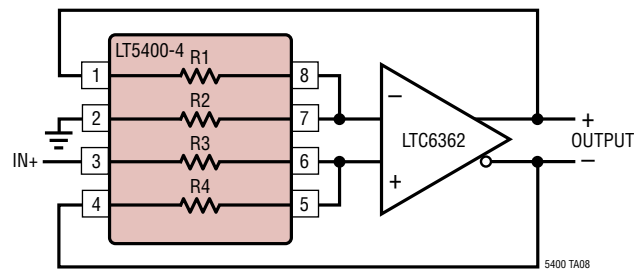 LT5400-4
R1
1
8
R2
2
7
−
+
LTC6362
OUTPUT
R3
IN+
3
6
−
+
R4
4
5
5400 TA08